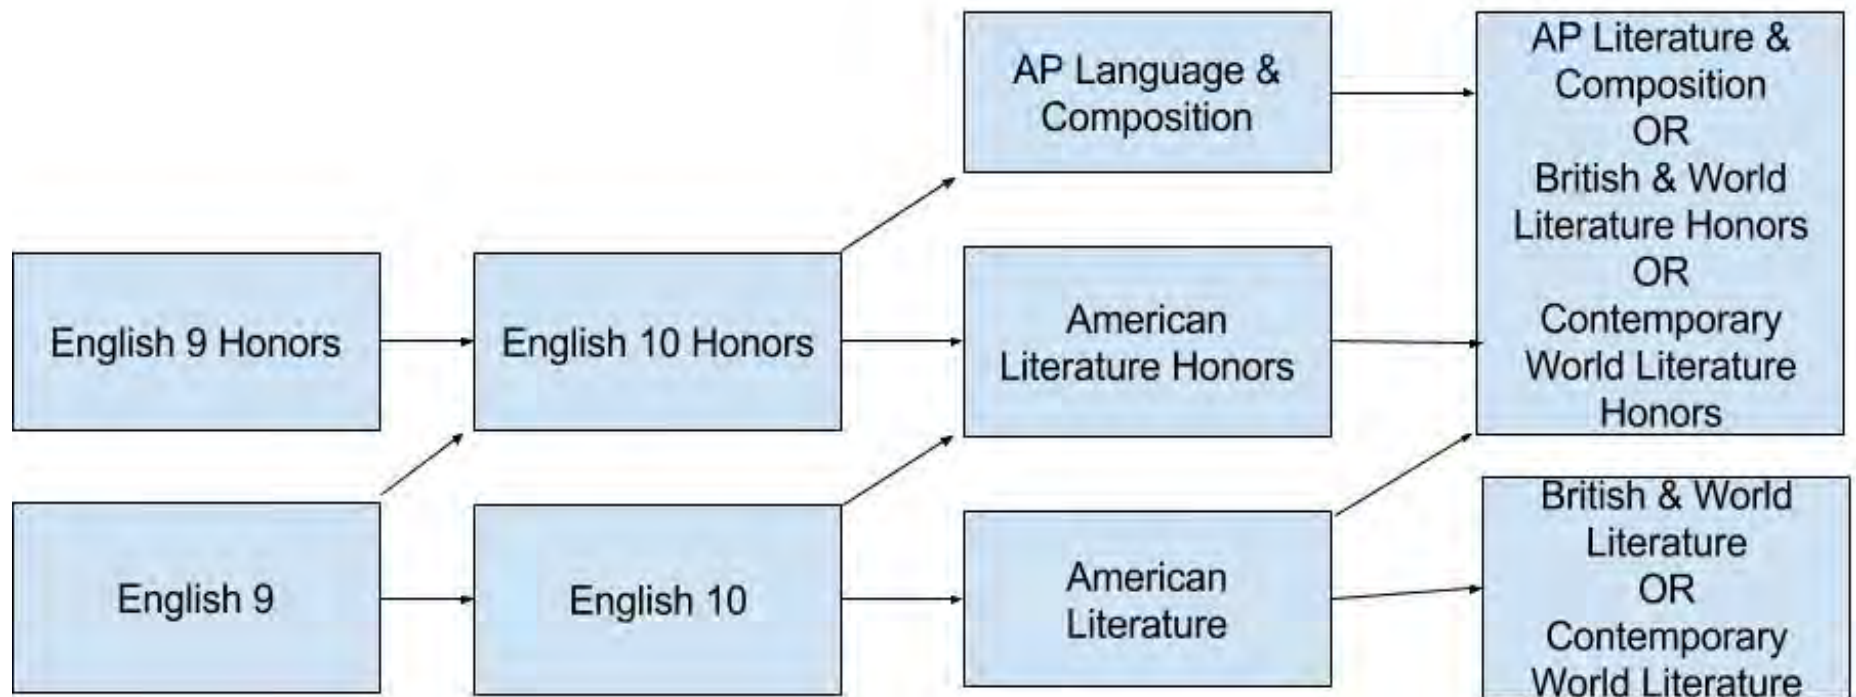 AP Language &
Composition
AP Literature &
Composition
OR
British & World
Literature Honors
OR
Contemporary
World Literature
Honors
English 9 Honors
English 10 Honors
American
Literature Honors
English 9
English 10
American
Literature
British & World
Literature
OR
Contemporary
World Literature